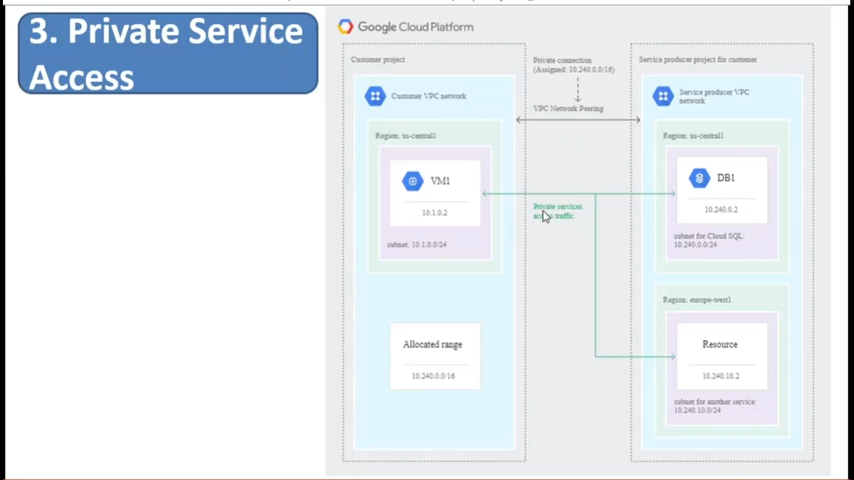 3. Private Service
Access
Google Cloud Platform
Customer project
Private connection
(Assigned: 10.240.0.0/16)
Service producer project for customer
Customer VPC network
VPC Network Peering
Service producer VPC
network
Region: us-central1
Region: us-central1
VM1
10.1.0.2
DB1
10.240.0.2
Private services
access traffic
subnet: 10.1.0.0/24
subnet for Cloud SQL:
10.240.0.0/24
Region: europe-west1
Allocated range
10.240.0.0/16
Resource
10.240.10.2
subnet for another service:
10.240.10.0/24